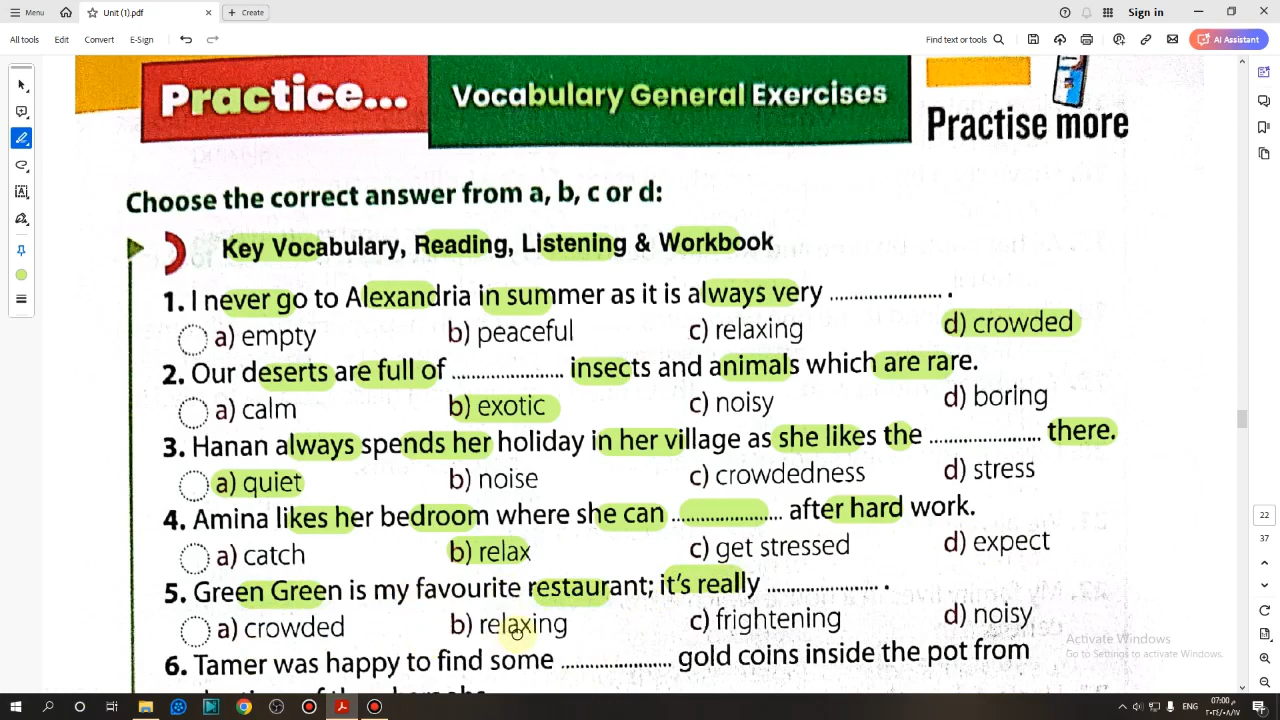 Menu
Unit (1).pdf
Create
Sign in
All tools
Edit
Convert
E-Sign
Find text or tools
AI Assistant
Practice...
Vocabulary General Exercises
Practise more
Choose the correct answer from a, b, c or d:
Key Vocabulary, Reading, Listening & Workbook
1. I never go to Alexandria in summer as it is always very ...................... .
a) empty b) peaceful c) relaxing d) crowded
2. Our deserts are full of ...................... insects and animals which are rare.
a) calm b) exotic c) noisy d) boring
3. Hanan always spends her holiday in her village as she likes the ...................... there.
a) quiet b) noise c) crowdedness d) stress
4. Amina likes her bedroom where she can ...................... after hard work.
a) catch b) relax c) get stressed d) expect
5. Green Green is my favourite restaurant; it's really ...................... .
a) crowded b) relaxing c) frightening d) noisy
6. Tamer was happy to find some ...................... gold coins inside the pot from
22
37
Activate Windows
Go to Settings to activate Windows.
07:00 م
٢٠٢٤/٠٨/٧